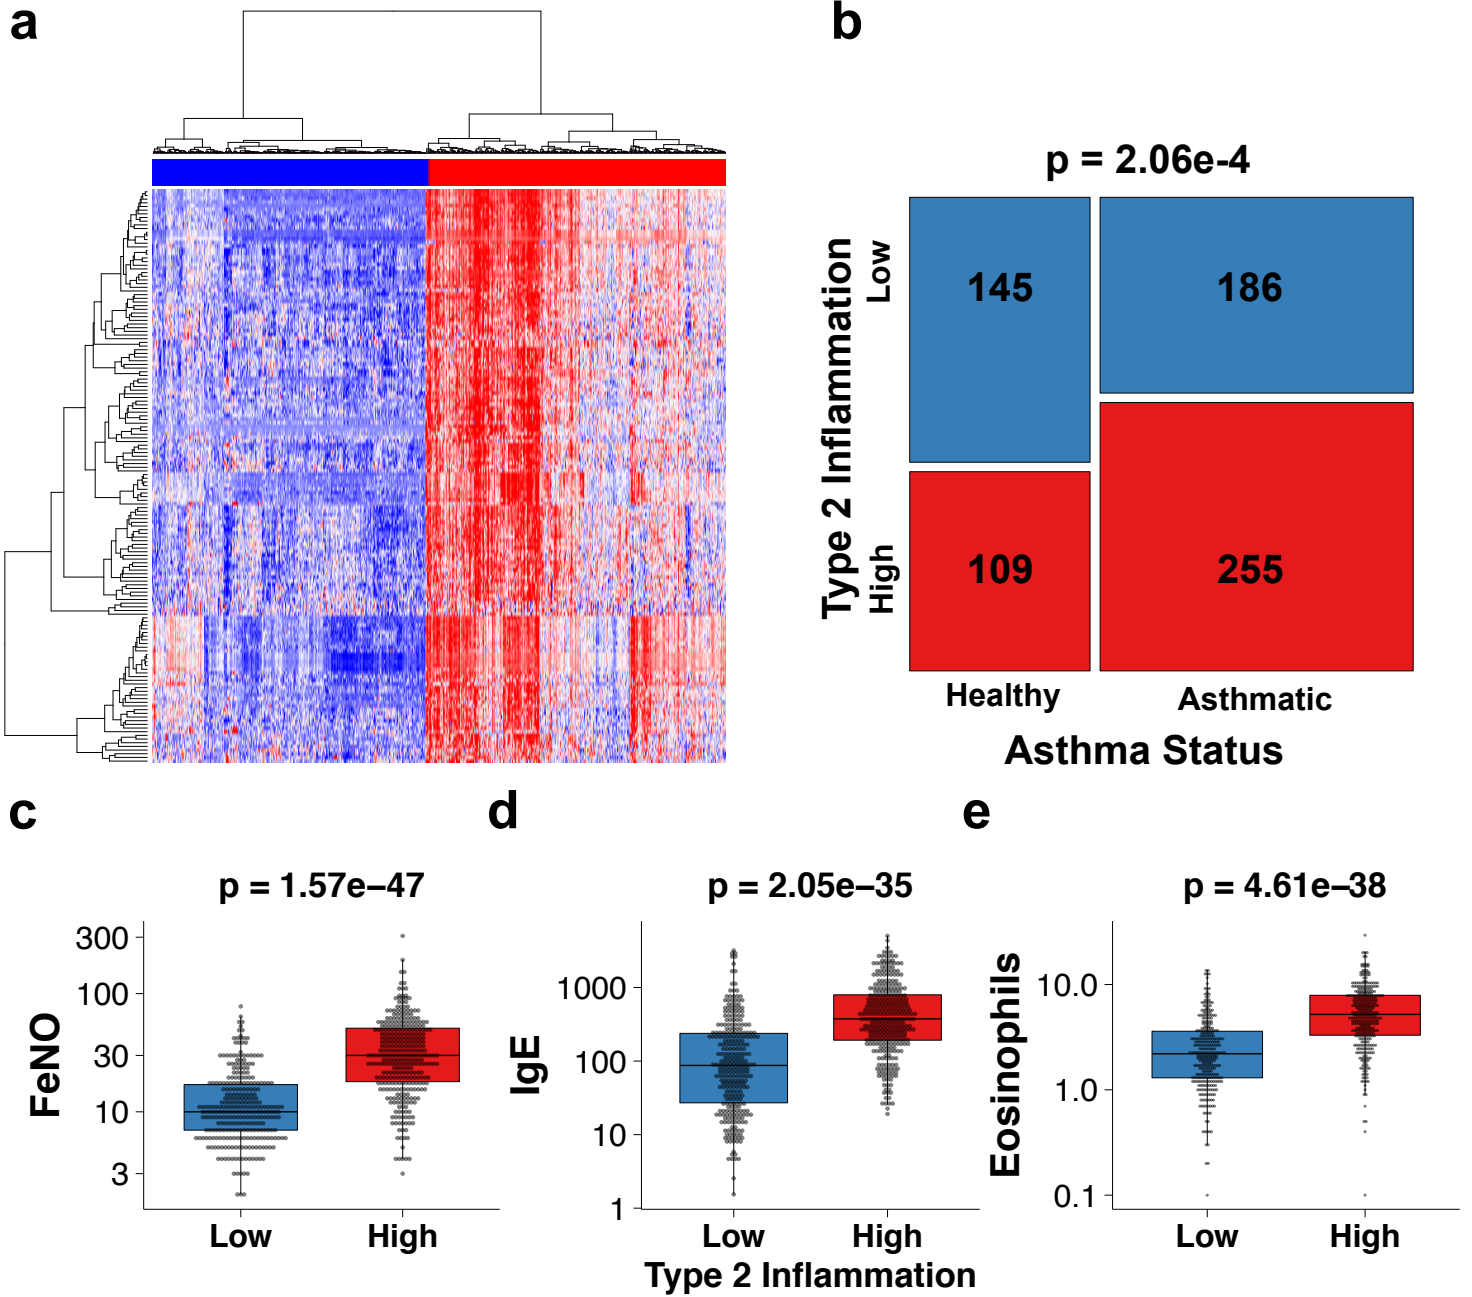 a
b
p = 2.06e-4
Type 2 Inflammation
Low
High
145
186
109
255
Healthy
Asthmatic
Asthma Status
c
d
e
p = 1.57e−47
FeNO
300
100
30
10
3
Low
High
p = 2.05e−35
IgE
1000
100
10
1
Low
High
Type 2 Inflammation
p = 4.61e−38
Eosinophils
10.0
1.0
0.1
Low
High